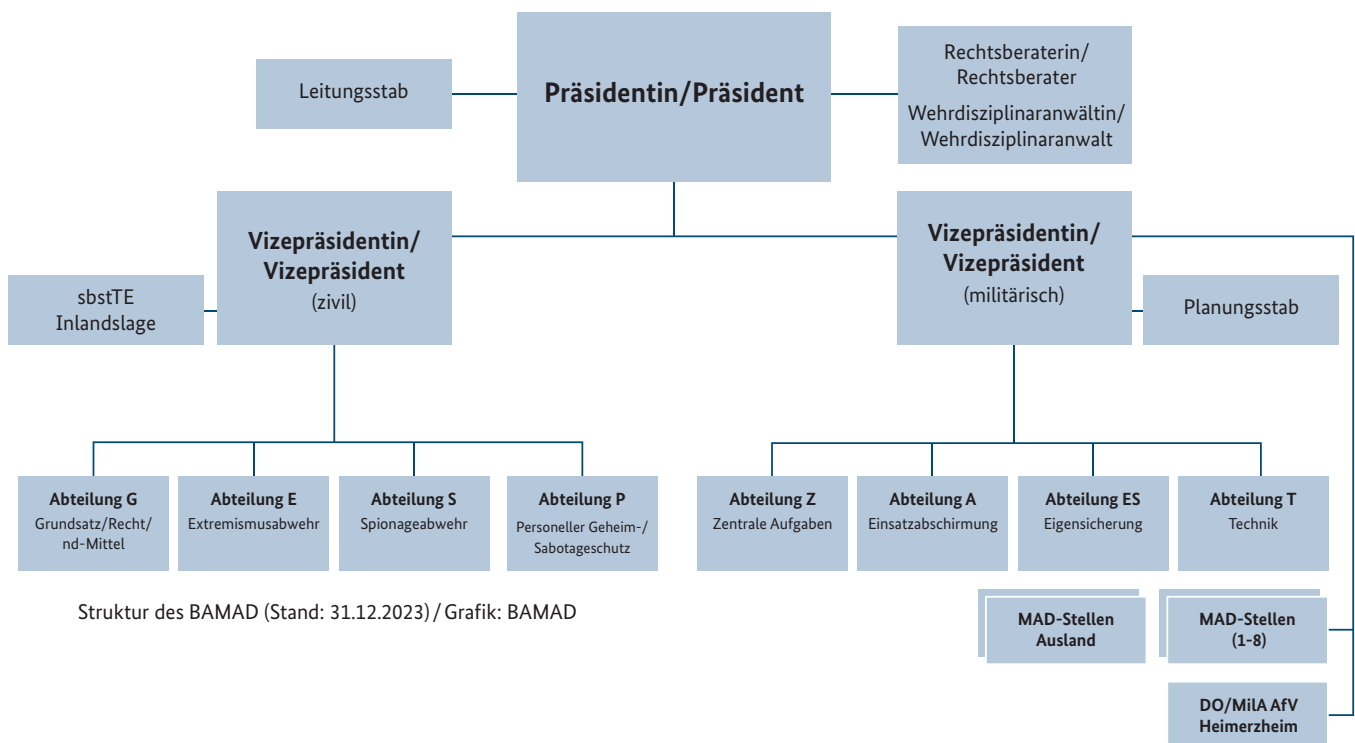 Leitungsstab
Präsidentin/Präsident
Rechtsberaterin/
Rechtsberater
Wehrdisziplinaranwältin/
Wehrdisziplinaranwalt
Vizepräsidentin/
Vizepräsident
(zivil)
Vizepräsidentin/
Vizepräsident
(militärisch)
sbstTE
Inlandslage
Planungsstab
Abteilung G
Grundsatz/Recht/
nd-Mittel
Abteilung E
Extremismusabwehr
Abteilung S
Spionageabwehr
Abteilung P
Personeller Geheim-/
Sabotageschutz
Abteilung Z
Zentrale Aufgaben
Abteilung A
Einsatzabschirmung
Abteilung ES
Eigensicherung
Abteilung T
Technik
Struktur des BAMAD (Stand: 31.12.2023) / Grafik: BAMAD
MAD-Stellen
Ausland
MAD-Stellen
(1-8)
DO/MilA AfV
Heimerzheim